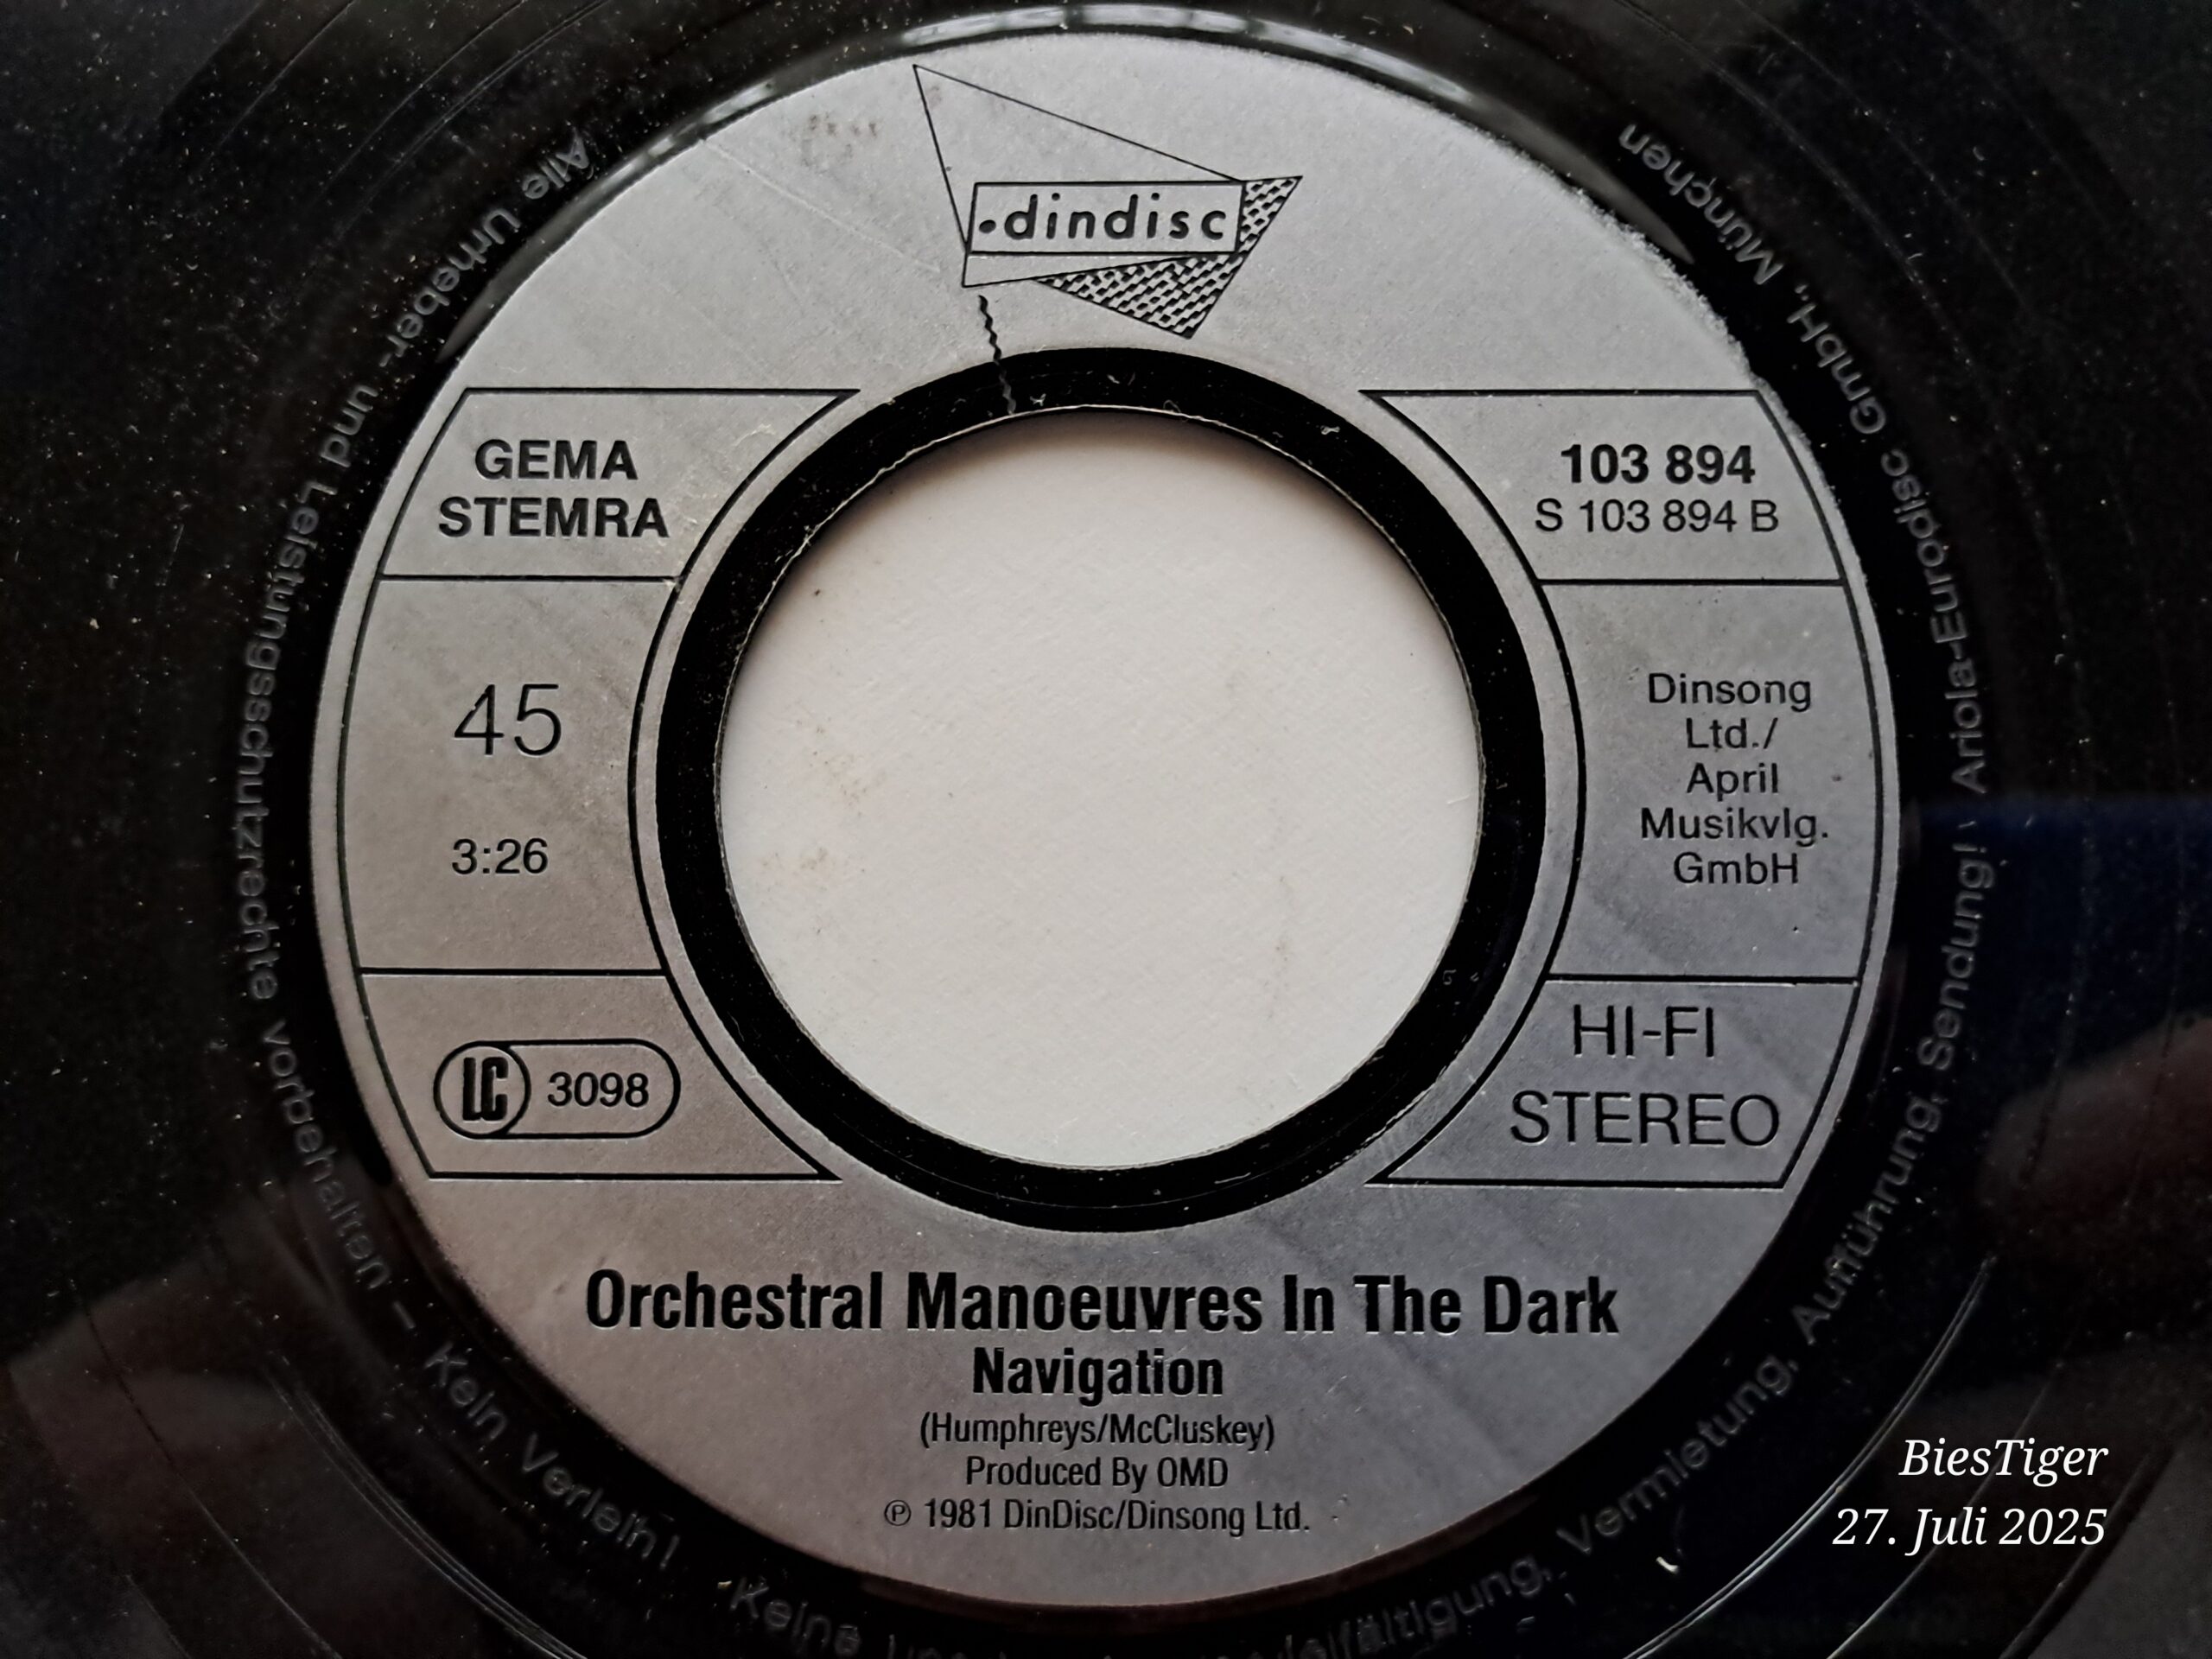 ·dindisc
GEMA
STEMRA
103 894
S 103 894 B
45
3:26
Dinsong
Ltd./
April
Musikvlg.
GmbH
LC 3098
HI-FI
STEREO
Orchestral Manoeuvres In The Dark
Navigation
(Humphreys/McCluskey)
Produced By OMD
℗ 1981 DinDisc/Dinsong Ltd.
Alle Urheber- und Leistungsschutzrechte vorbehalten – Kein Verleih! Keine Vermietung, Aufführung, Sendung! Ariola-Eurodisc GmbH, München
BiesTiger
27. Juli 2025